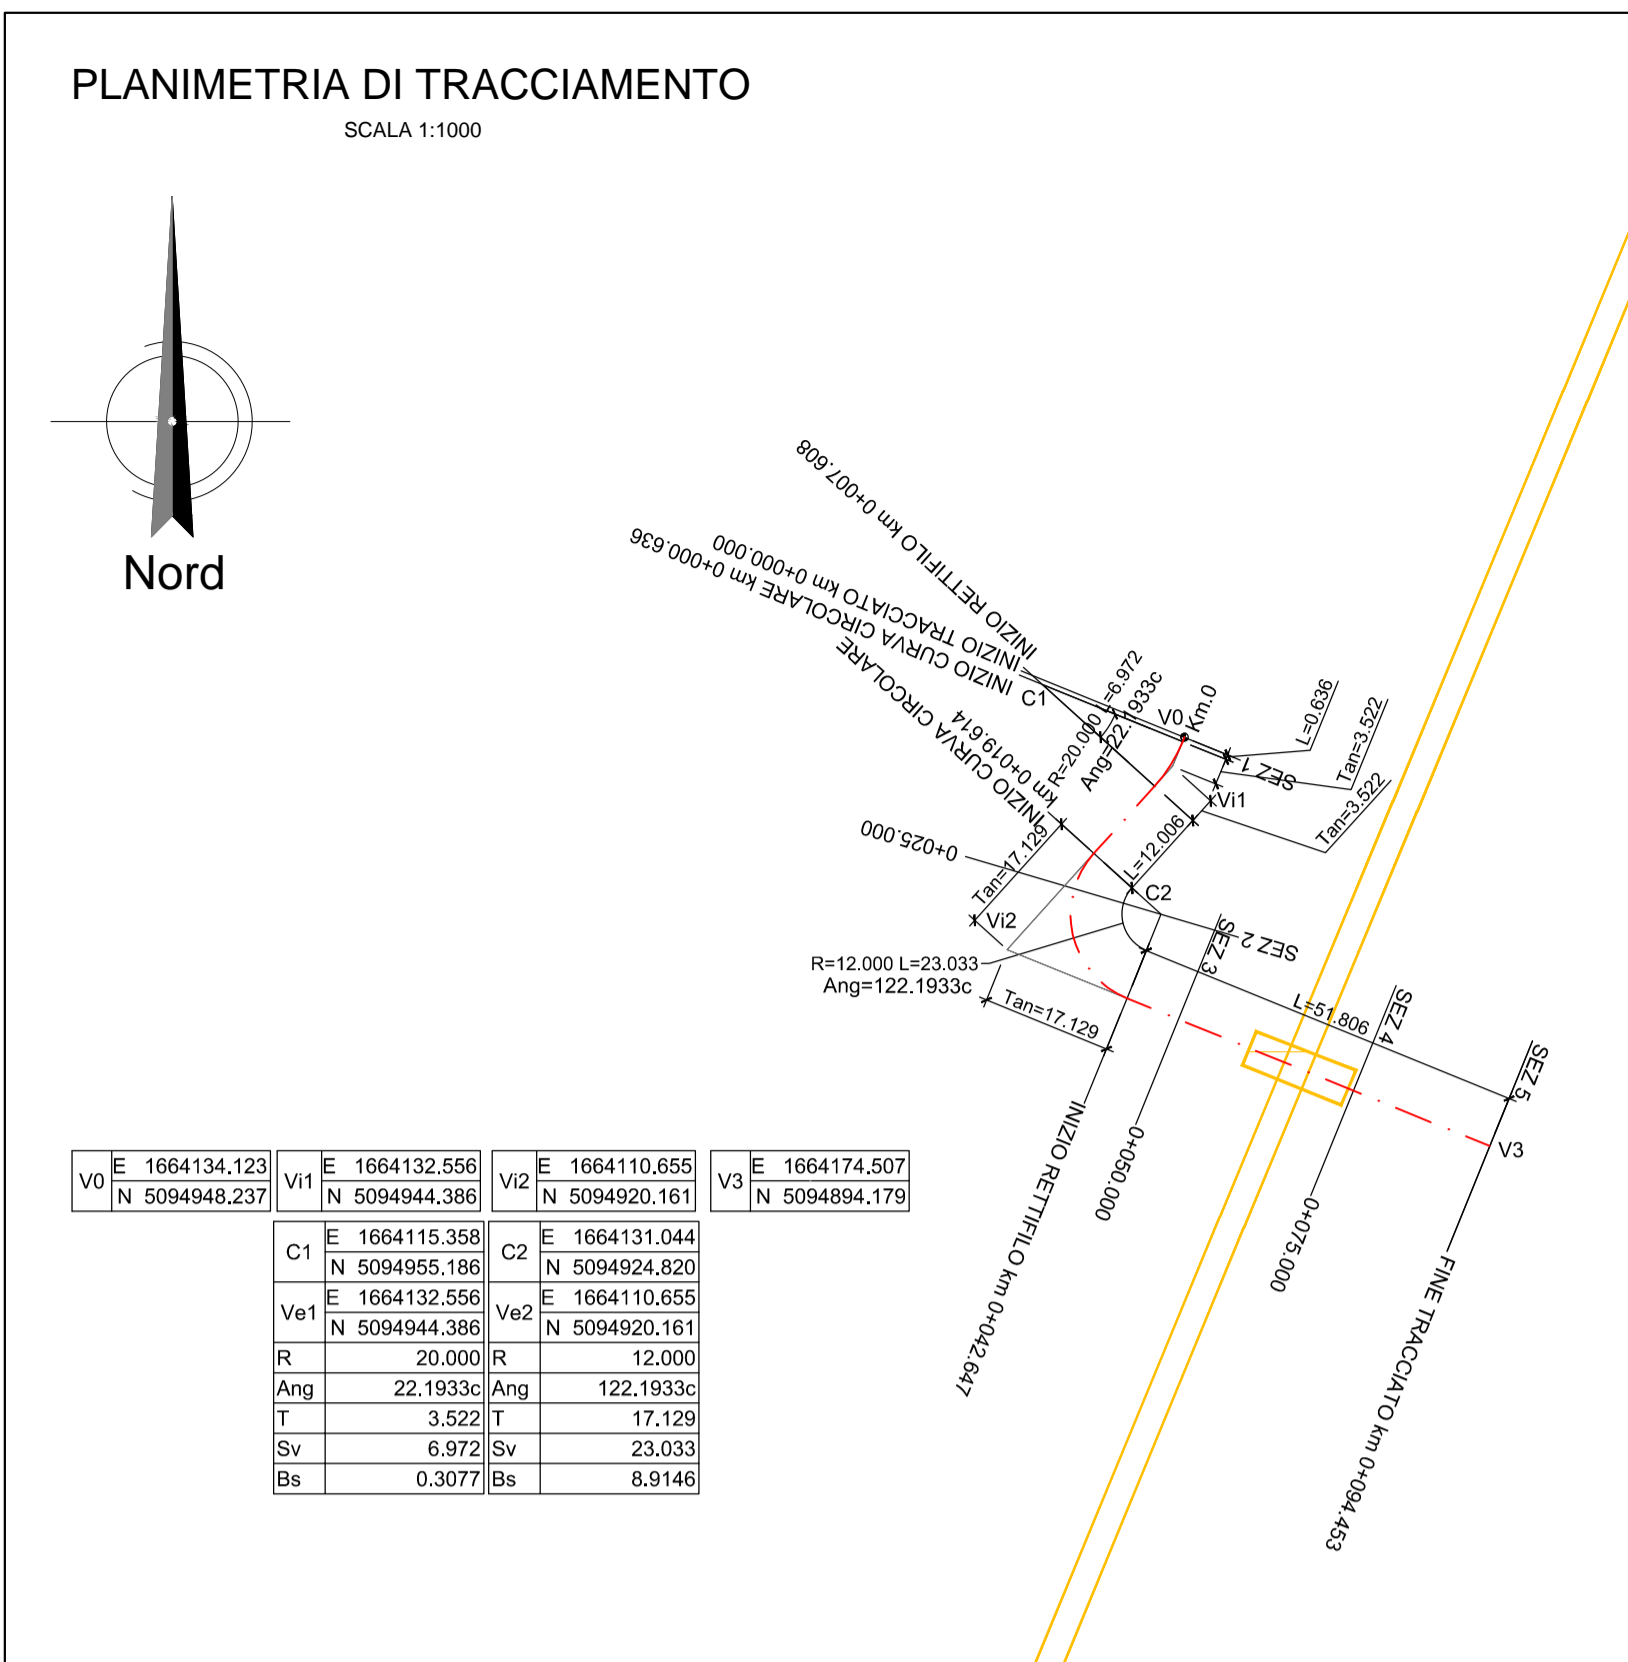 PLANIMETRIA DI TRACCIAMENTO
SCALA 1:1000
Nord
INIZIO RETTIFILO km 0+007.608
INIZIO TRACCIATO km 0+000.000
INIZIO CURVA CIRCOLARE km 0+000.636
INIZIO CURVA CIRCOLARE
km 0+019.614
C1
R=20.000 L=6.972
Ang=22.1933c
V0
Km.0
L=0.636
Tan=3.522
SEZ 1
Vi1
Tan=3.522
L=12.006
0+025.000
Tan=17.129
C2
Vi2
SEZ 2
SEZ 3
R=12.000 L=23.033
Ang=122.1933c
Tan=17.129
L=51.806
SEZ 4
SEZ 5
V3
INIZIO RETTIFILO km 0+042.647
0+050.000
0+075.000
FINE TRACCIATO km 0+094.453
V0 E 1664134.123 Vi1 E 1664132.556 Vi2 E 1664110.655 V3 E 1664174.507
N 5094948.237 N 5094944.386 N 5094920.161 N 5094894.179
C1 E 1664115.358 C2 E 1664131.044
N 5094955.186 N 5094924.820
Ve1 E 1664132.556 Ve2 E 1664110.655
N 5094944.386 N 5094920.161
R 20.000 R 12.000
Ang 22.1933c Ang 122.1933c
T 3.522 T 17.129
Sv 6.972 Sv 23.033
Bs 0.3077 Bs 8.9146